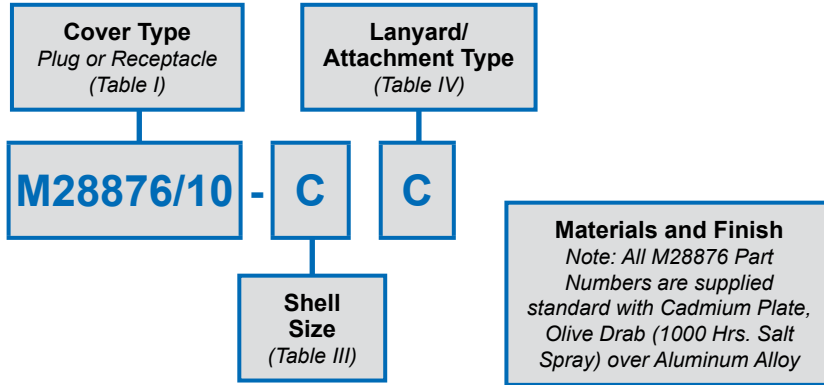 Cover Type
Plug or Receptacle
(Table I)
Lanyard/
Attachment Type
(Table IV)
M28876/10 - C C
Shell
Size
(Table III)
Materials and Finish
Note: All M28876 Part
Numbers are supplied
standard with Cadmium Plate,
Olive Drab (1000 Hrs. Salt
Spray) over Aluminum Alloy